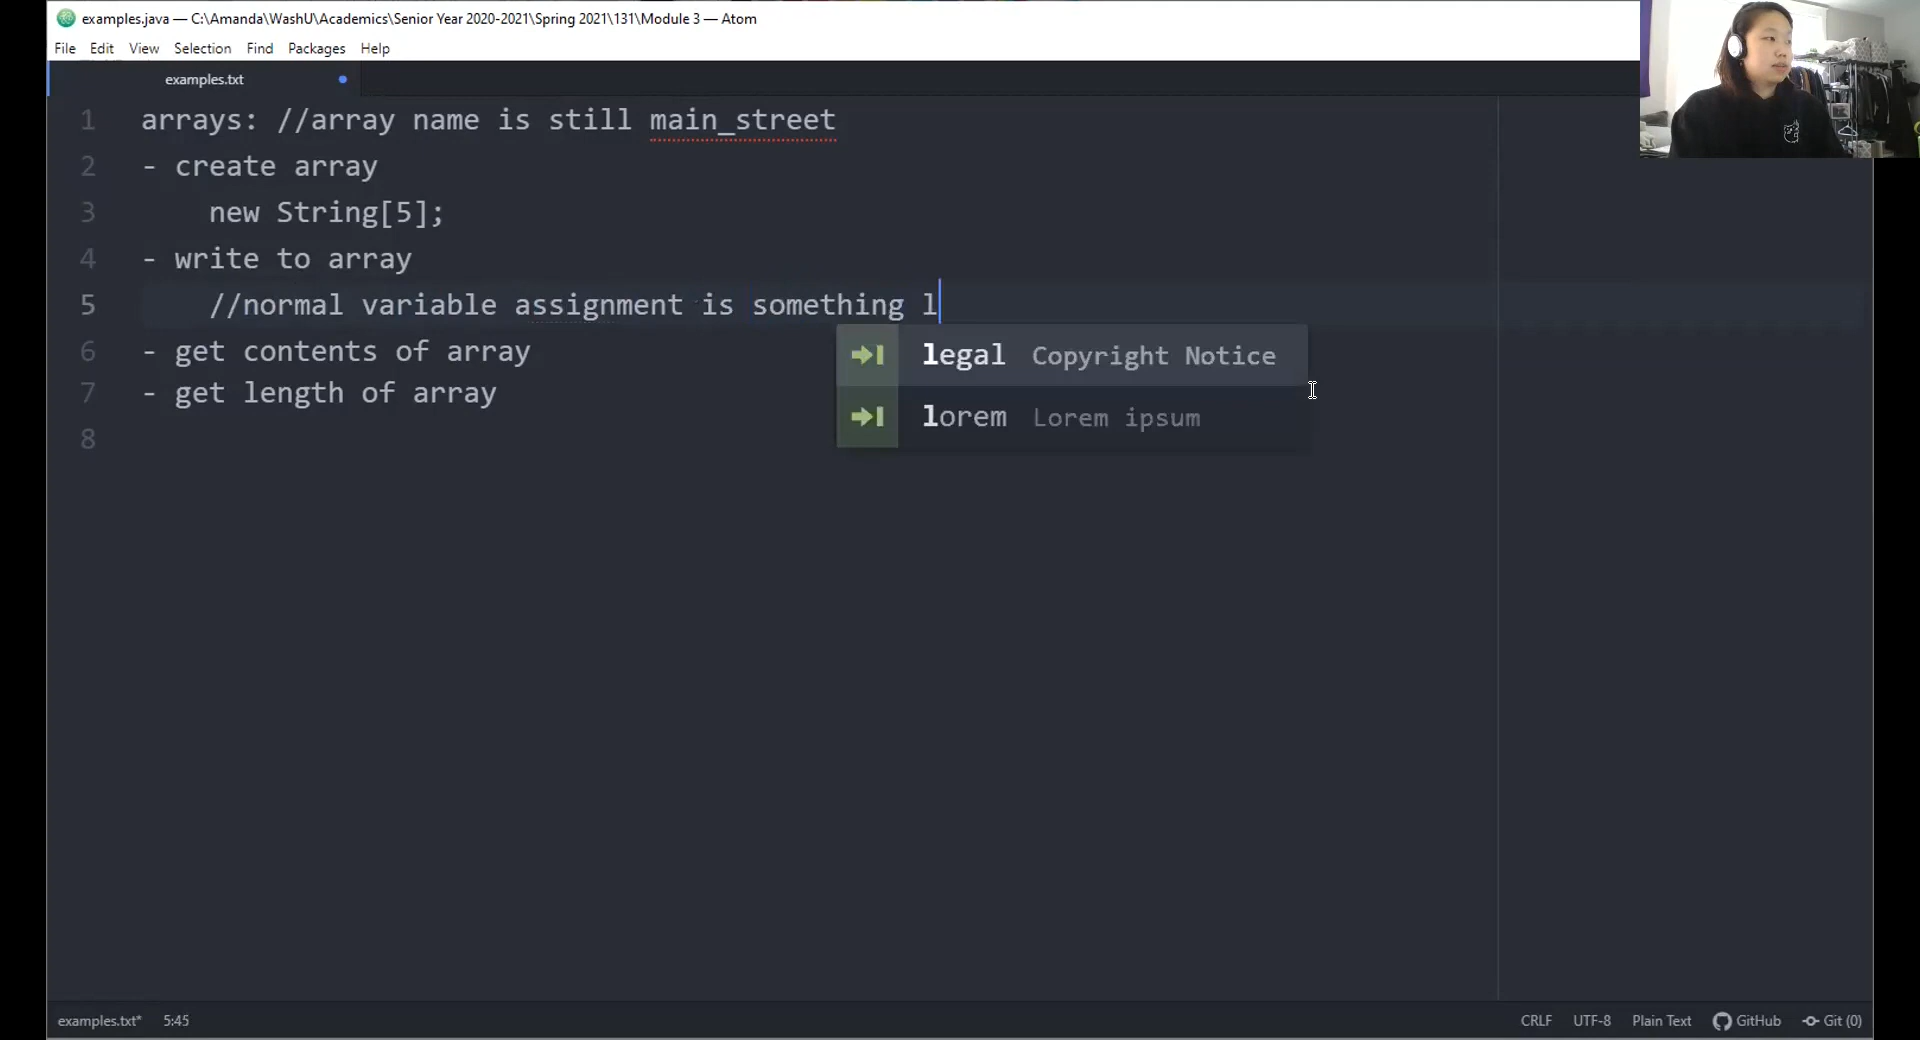 examples.java — C:\Amanda\WashU\Academics\Senior Year 2020-2021\Spring 2021\131\Module 3 — Atom
File Edit View Selection Find Packages Help
examples.txt
1 arrays: //array name is still main_street
2 - create array
3 new String[5];
4 - write to array
5 //normal variable assignment is something l
legal Copyright Notice
lorem Lorem ipsum
6 - get contents of array
7 - get length of array
8
examples.txt* 5:45 CRLF UTF-8 Plain Text GitHub Git (0)